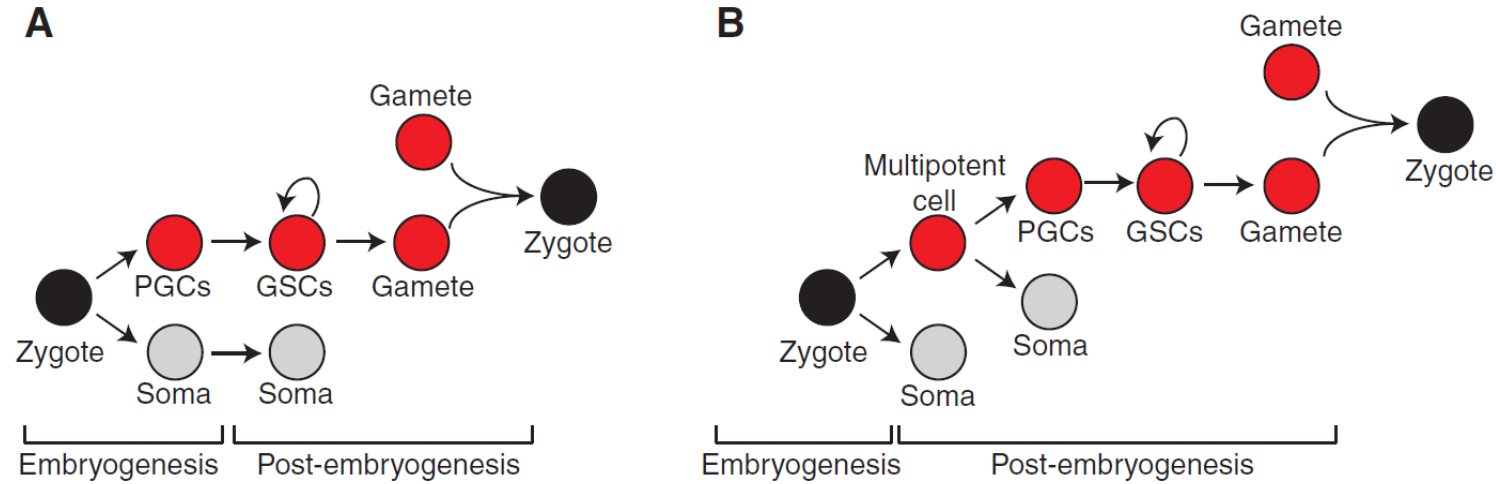 A
Gamete
Zygote
PGCs
GSCs
Gamete
Zygote
Soma
Soma
Embryogenesis
Post-embryogenesis
B
Gamete
Zygote
Multipotent
cell
PGCs
GSCs
Gamete
Zygote
Soma
Soma
Embryogenesis
Post-embryogenesis